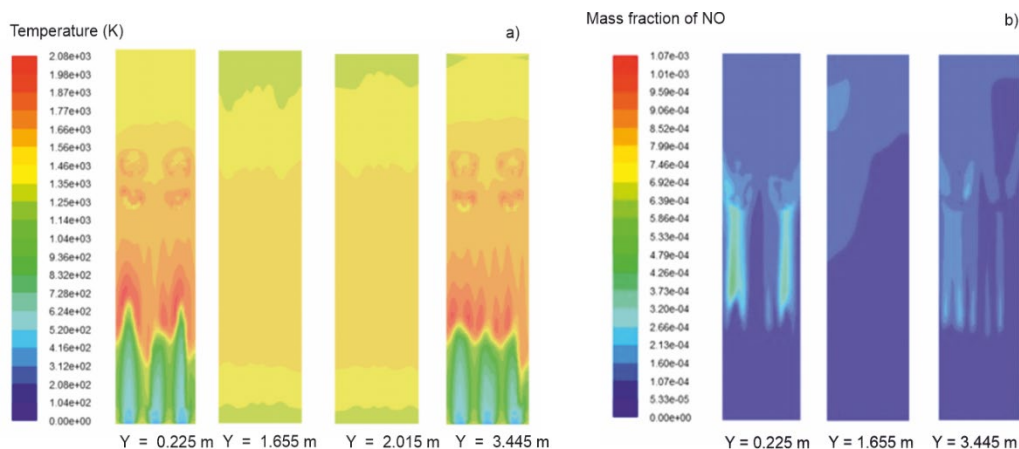 Temperature (K)
a)
2.08e+03
1.98e+03
1.87e+03
1.77e+03
1.66e+03
1.56e+03
1.46e+03
1.35e+03
1.24e+03
1.14e+03
1.04e+03
9.36e+02
8.32e+02
7.28e+02
6.24e+02
5.20e+02
4.16e+02
3.12e+02
2.08e+02
1.04e+02
0.00e+00
Y = 0.225 m
Y = 1.655 m
Y = 2.015 m
Y = 3.445 m
Mass fraction of NO
b)
1.07e-03
1.01e-03
9.59e-04
9.06e-04
8.52e-04
7.99e-04
7.46e-04
6.92e-04
6.39e-04
5.86e-04
5.33e-04
4.79e-04
4.26e-04
3.73e-04
3.20e-04
2.66e-04
2.13e-04
1.60e-04
1.07e-04
5.33e-05
0.00e+00
Y = 0.225 m
Y = 1.655 m
Y = 3.445 m